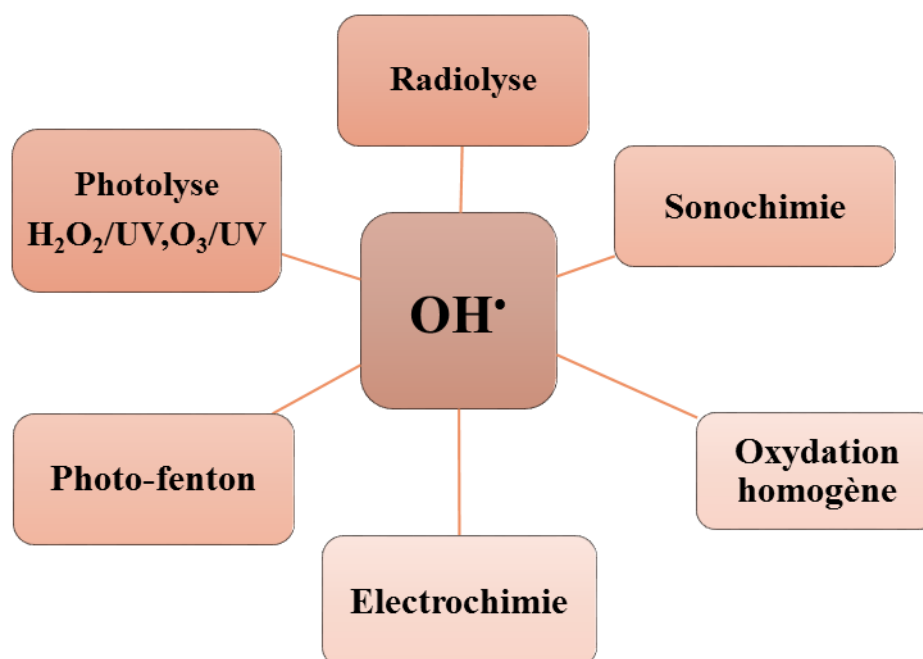 Radiolyse
Photolyse
H₂O₂/UV,O₃/UV
Sonochimie
OH•
Photo-fenton
Oxydation
homogène
Electrochimie